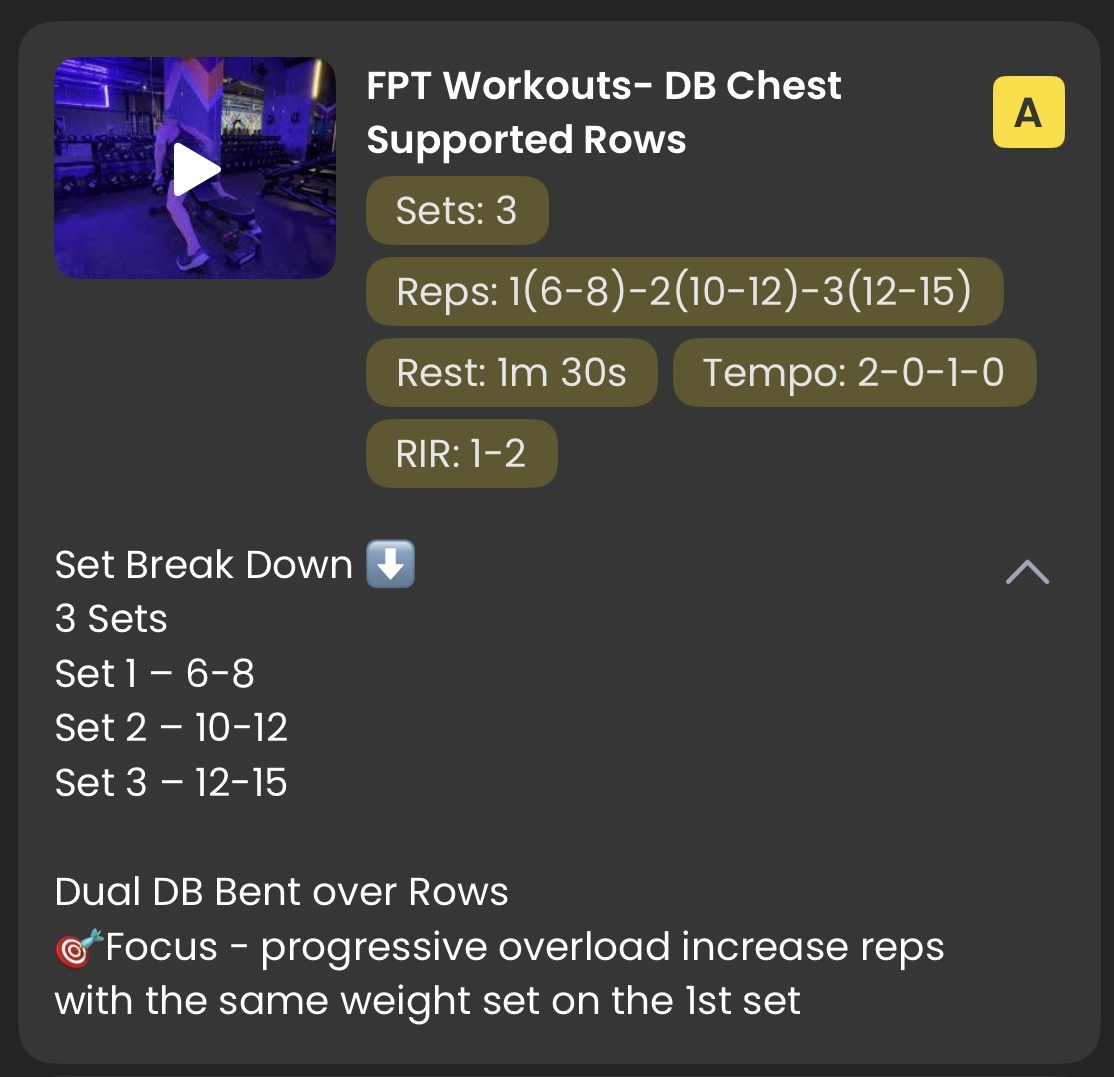 FPT Workouts- DB Chest
Supported Rows
A
Sets: 3
Reps: 1(6-8)-2(10-12)-3(12-15)
Rest: 1m 30s
Tempo: 2-0-1-0
RIR: 1-2
Set Break Down ⬇️
3 Sets
Set 1 – 6-8
Set 2 – 10-12
Set 3 – 12-15
Dual DB Bent over Rows
🎯Focus - progressive overload increase reps
with the same weight set on the 1st set